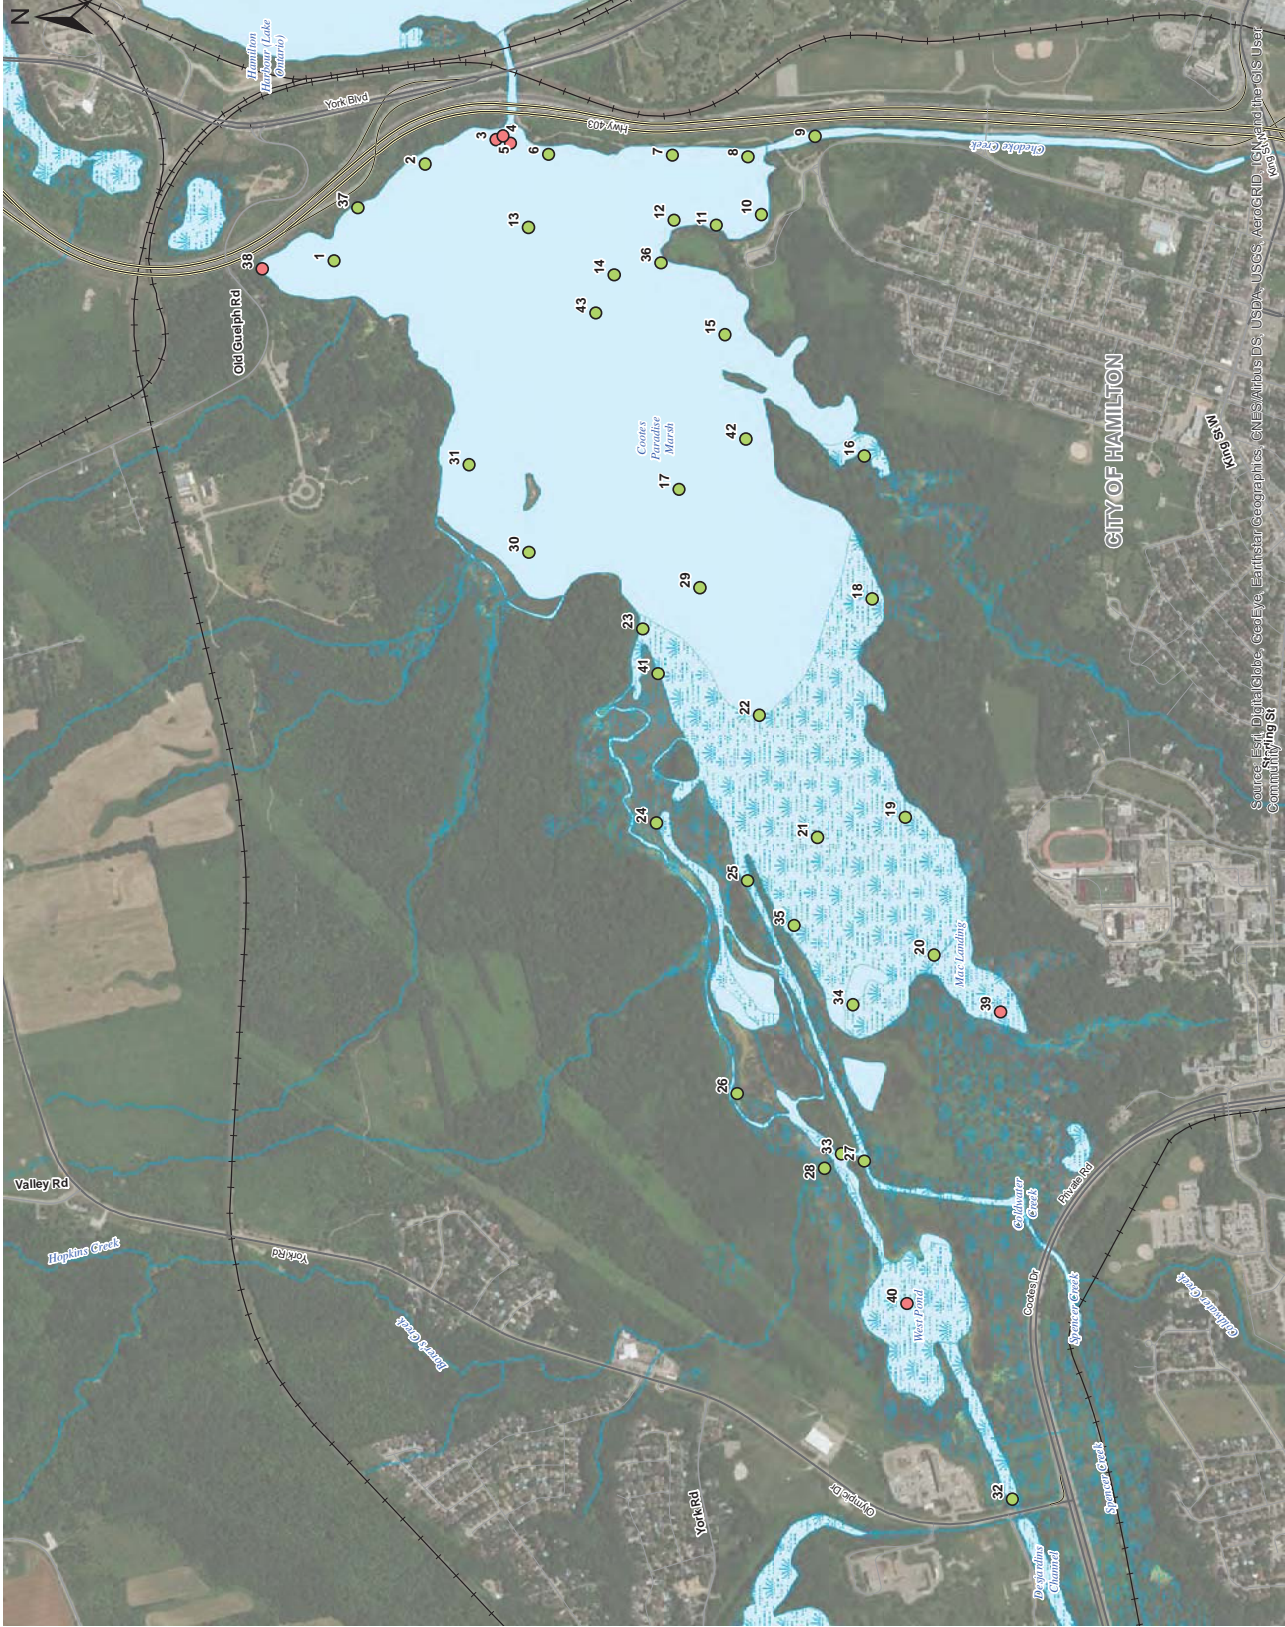 N
Hamilton
Harbour (Lake
Ontario)
York Blvd
Hwy 403
Chedoke Creek
King St W
Old Guelph Rd
38
37
1
2
3
5
4
6
7
8
9
10
11
12
13
14
36
43
15
16
42
17
31
30
29
23
41
22
18
19
21
24
25
35
34
20
39
26
33
27
28
40
32
Cootes
Paradise
Marsh
Mac Landing
West Pond
CITY OF HAMILTON
King St W
Sterling St
Valley Rd
Hopkins Creek
York Rd
Borer's Creek
York Rd
Olympic Dr
Coldwater
Creek
Private Rd
Cootes Dr
Spencer Creek
Coldwater Creek
Spencer Creek
Desjardins
Channel
Source: Esri, DigitalGlobe, GeoEye, Earthstar Geographics, CNES/Airbus DS, USDA, USGS, AeroGRID, IGN, and the GIS User
Community